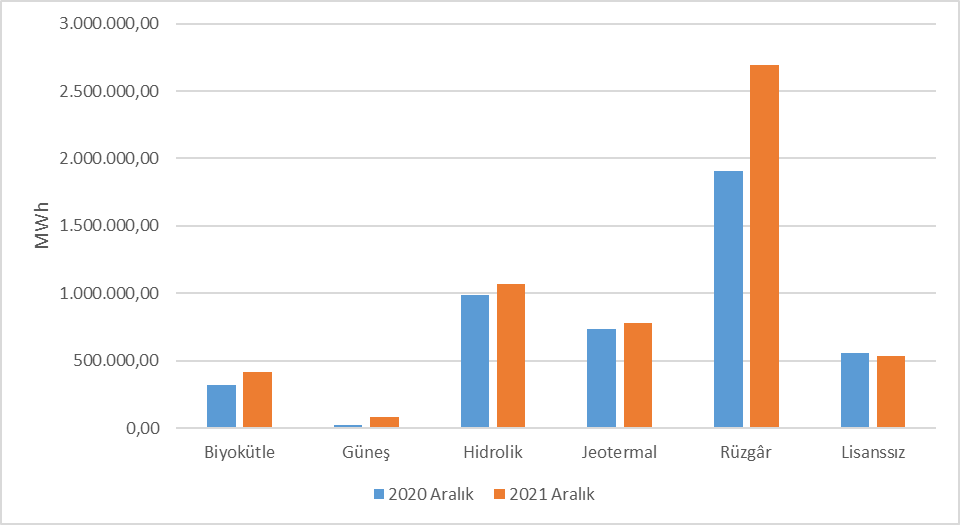 3.000.000,00
2.500.000,00
2.000.000,00
1.500.000,00
1.000.000,00
500.000,00
0,00
MWh
Biyokütle Güneş Hidrolik Jeotermal Rüzgâr Lisanssız
2020 Aralık 2021 Aralık